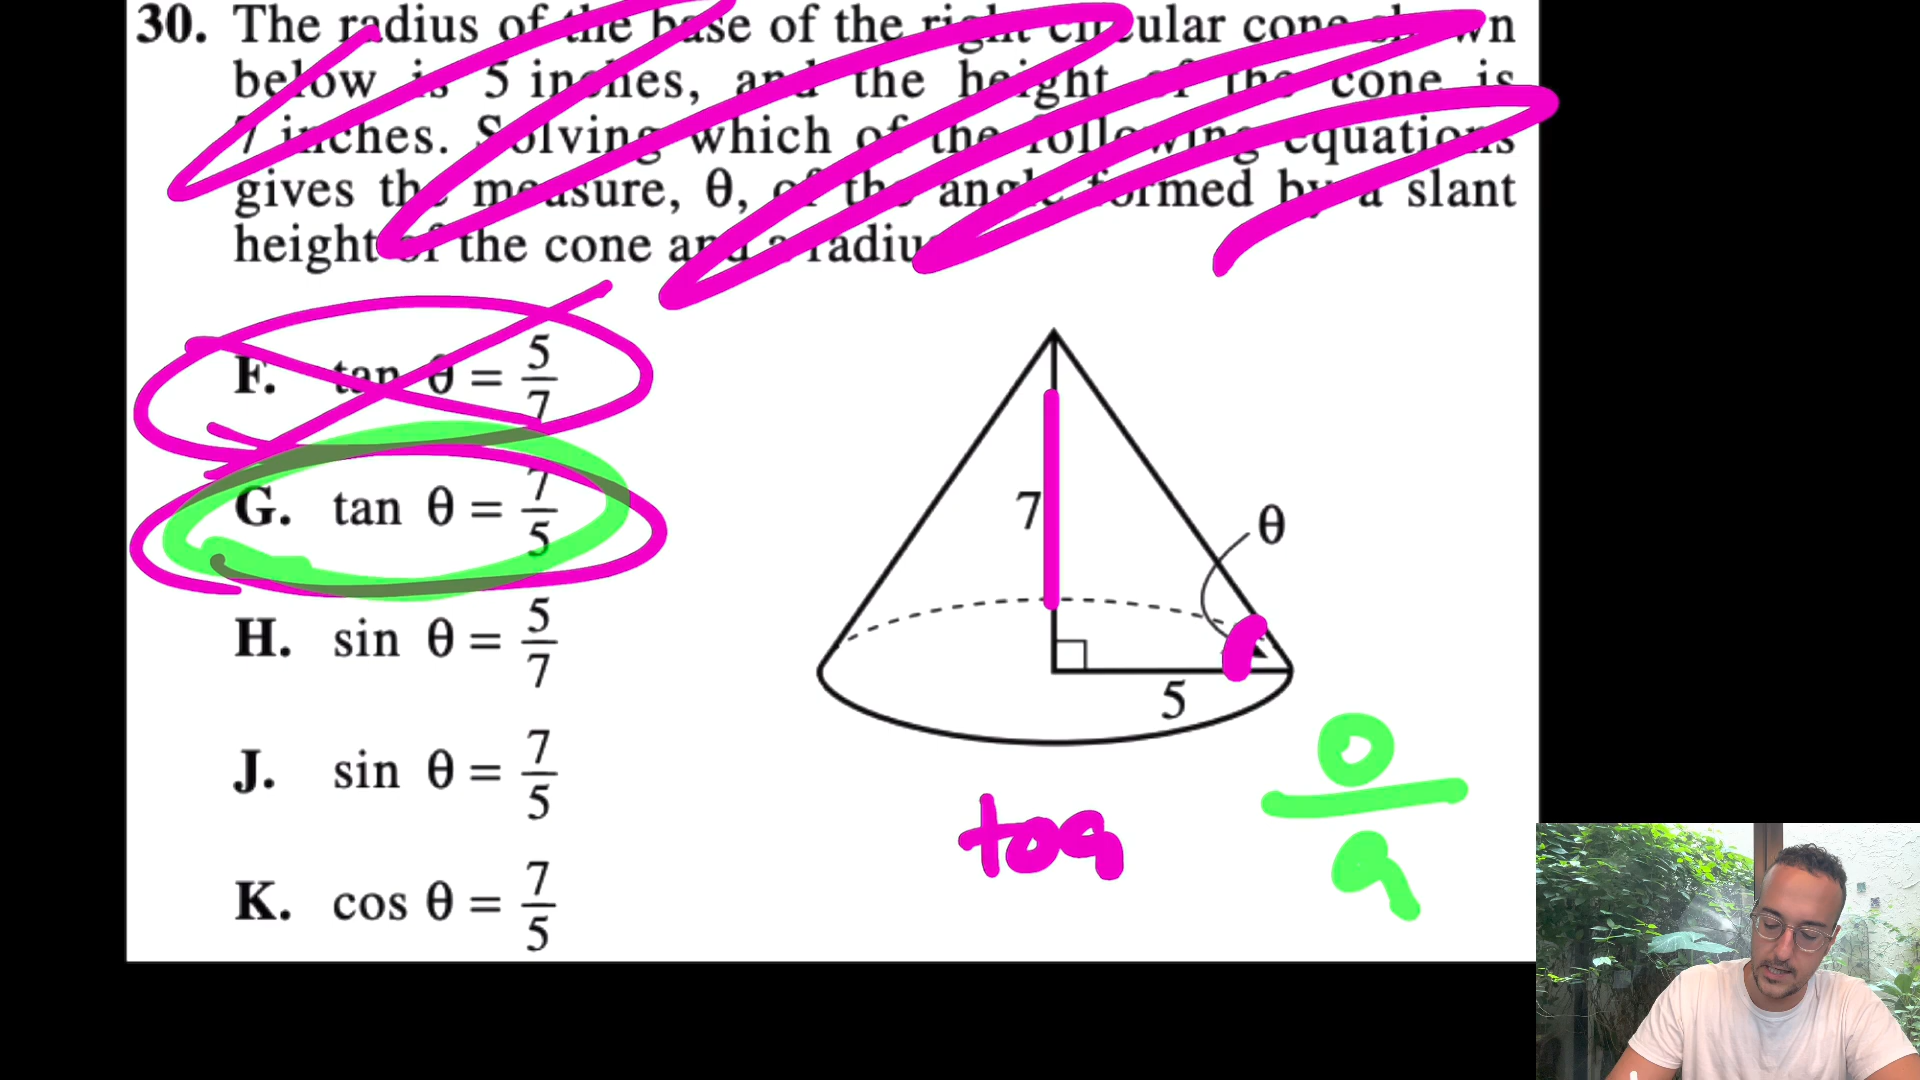 30. The radius of the base of the right circular cone shown
below is 5 inches, and the height of the cone is
7 inches. Solving which of the following equations
gives the measure, θ, of the angle formed by a slant
height of the cone and a radius
F. tan θ = 5/7
G. tan θ = 7/5
H. sin θ = 5/7
J. sin θ = 7/5
K. cos θ = 7/5
7
θ
5
toa
o/a